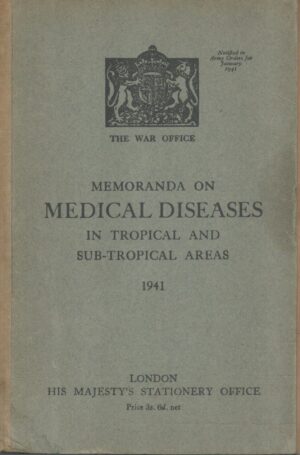 Notified in
Army Orders for
January
1941
THE WAR OFFICE
MEMORANDA ON
MEDICAL DISEASES
IN TROPICAL AND
SUB-TROPICAL AREAS
1941
LONDON
HIS MAJESTY'S STATIONERY OFFICE
Price 3s. 6d. net